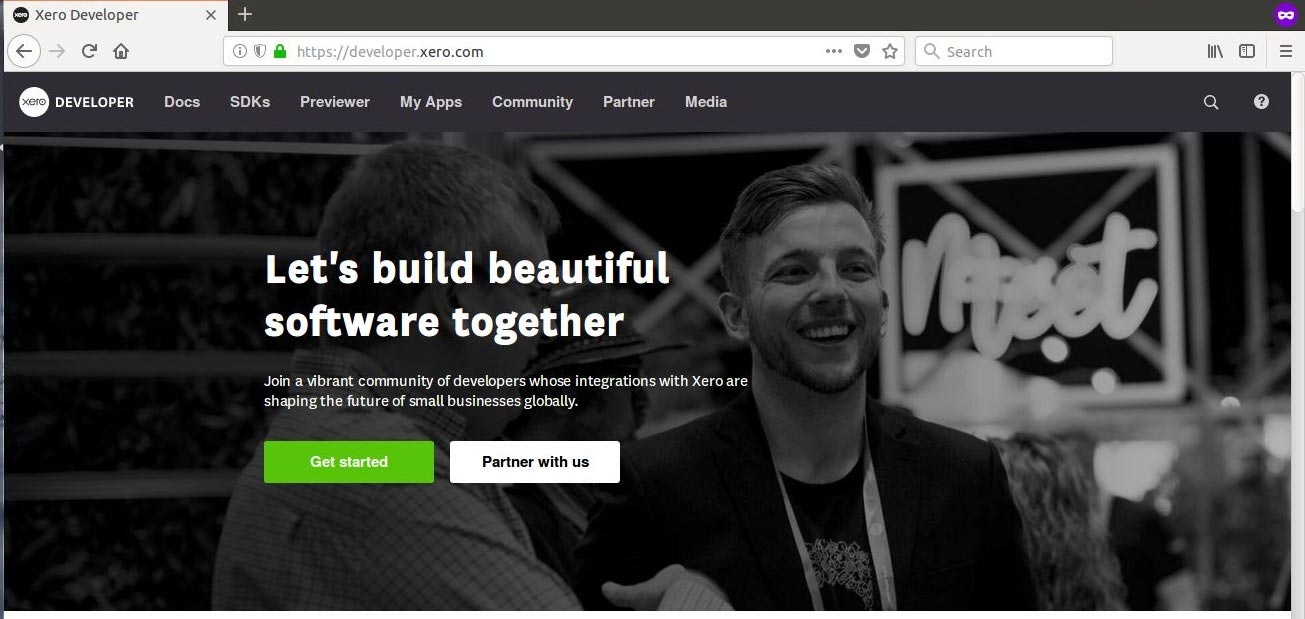 Xero Developer
https://developer.xero.com
Search
xero DEVELOPER Docs SDKs Previewer My Apps Community Partner Media
Let's build beautiful
software together
Join a vibrant community of developers whose integrations with Xero are
shaping the future of small businesses globally.
Get started Partner with us